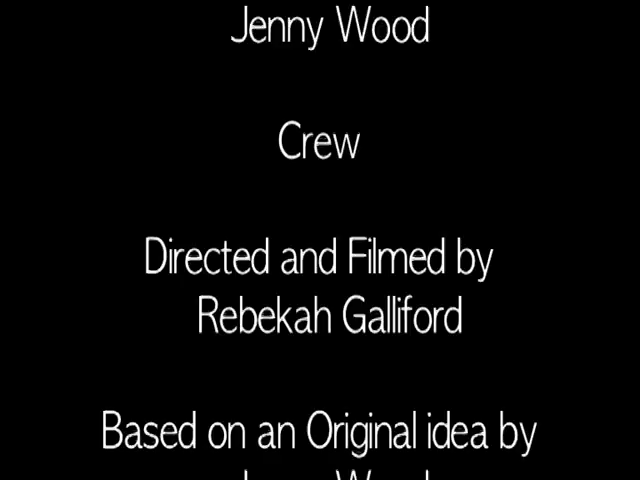 Jenny Wood
Crew
Directed and Filmed by
Rebekah Galliford
Based on an Original idea by